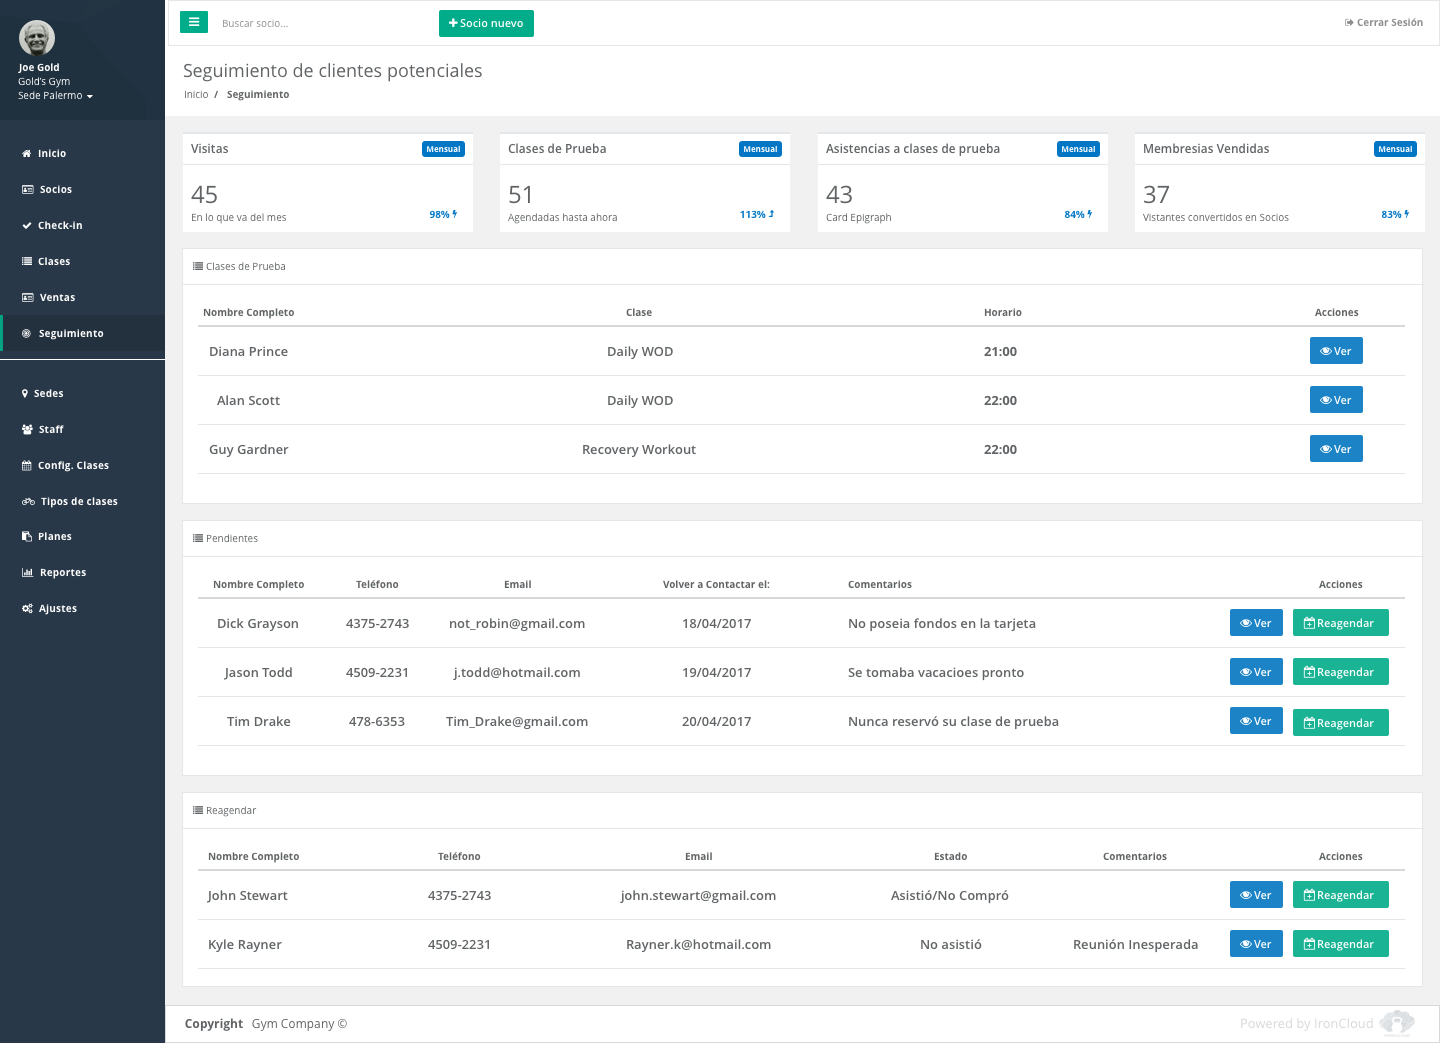 Joe Gold
Gold's Gym
Sede Palermo
Inicio
Socios
Check-in
Clases
Ventas
Seguimiento
Sedes
Staff
Config. Clases
Tipos de clases
Planes
Reportes
Ajustes
Buscar socio...
Socio nuevo
Cerrar Sesión
Seguimiento de clientes potenciales
Inicio / Seguimiento
Visitas Mensual
45
En lo que va del mes 98%
Clases de Prueba Mensual
51
Agendadas hasta ahora 113%
Asistencias a clases de prueba Mensual
43
Card Epigraph 84%
Membresias Vendidas Mensual
37
Vistantes convertidos en Socios 83%
Clases de Prueba
Nombre Completo Clase Horario Acciones
Diana Prince Daily WOD 21:00 Ver
Alan Scott Daily WOD 22:00 Ver
Guy Gardner Recovery Workout 22:00 Ver
Pendientes
Nombre Completo Teléfono Email Volver a Contactar el: Comentarios Acciones
Dick Grayson 4375-2743 not_robin@gmail.com 18/04/2017 No poseia fondos en la tarjeta Ver Reagendar
Jason Todd 4509-2231 j.todd@hotmail.com 19/04/2017 Se tomaba vacacioes pronto Ver Reagendar
Tim Drake 478-6353 Tim_Drake@gmail.com 20/04/2017 Nunca reservó su clase de prueba Ver Reagendar
Reagendar
Nombre Completo Teléfono Email Estado Comentarios Acciones
John Stewart 4375-2743 john.stewart@gmail.com Asistió/No Compró Ver Reagendar
Kyle Rayner 4509-2231 Rayner.k@hotmail.com No asistió Reunión Inesperada Ver Reagendar
Copyright Gym Company ©
Powered by IronCloud